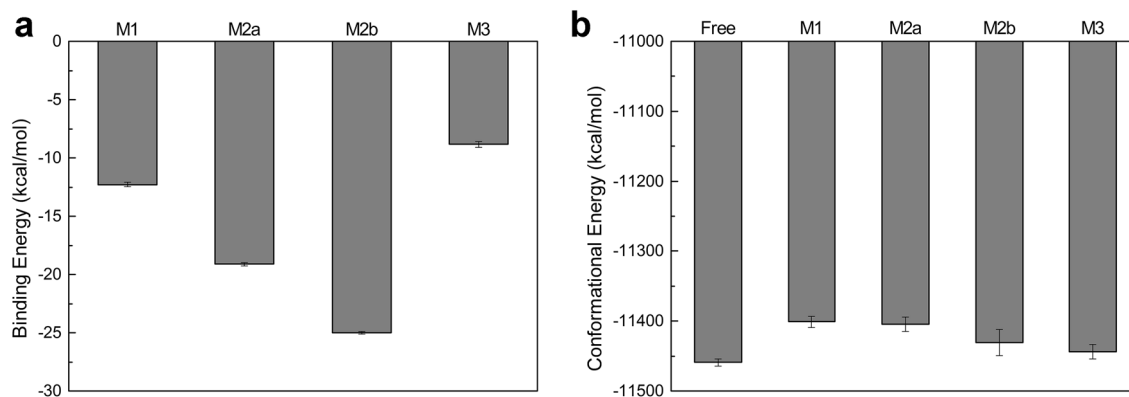 a
M1 M2a M2b M3
0
-5
-10
-15
-20
-25
-30
Binding Energy (kcal/mol)
b
Free M1 M2a M2b M3
-11000
-11100
-11200
-11300
-11400
-11500
Conformational Energy (kcal/mol)